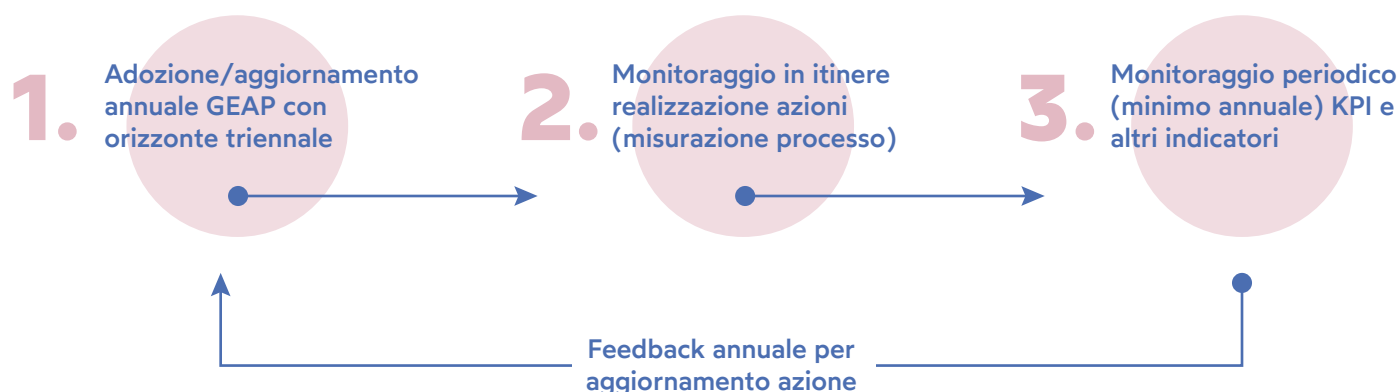 1.
Adozione/aggiornamento
annuale GEAP con
orizzonte triennale
2.
Monitoraggio in itinere
realizzazione azioni
(misurazione processo)
3.
Monitoraggio periodico
(minimo annuale) KPI e
altri indicatori
Feedback annuale per
aggiornamento azione